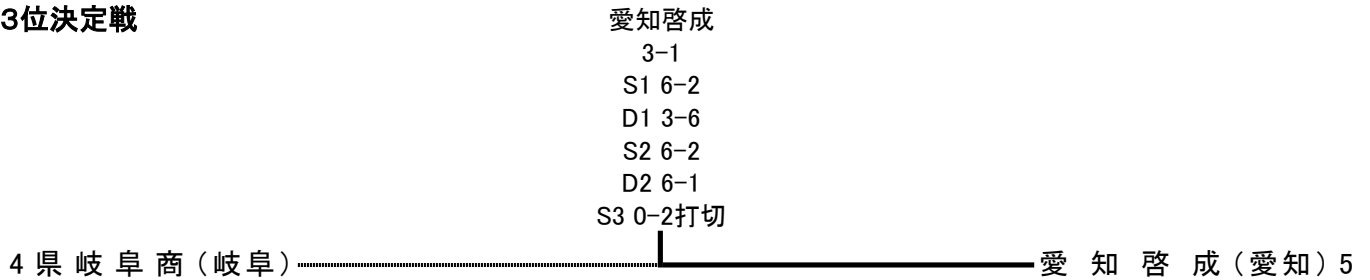 3位決定戦
愛知啓成
3-1
S1 6-2
D1 3-6
S2 6-2
D2 6-1
S3 0-2打切
4 県岐阜商(岐阜) 愛知啓成(愛知) 5